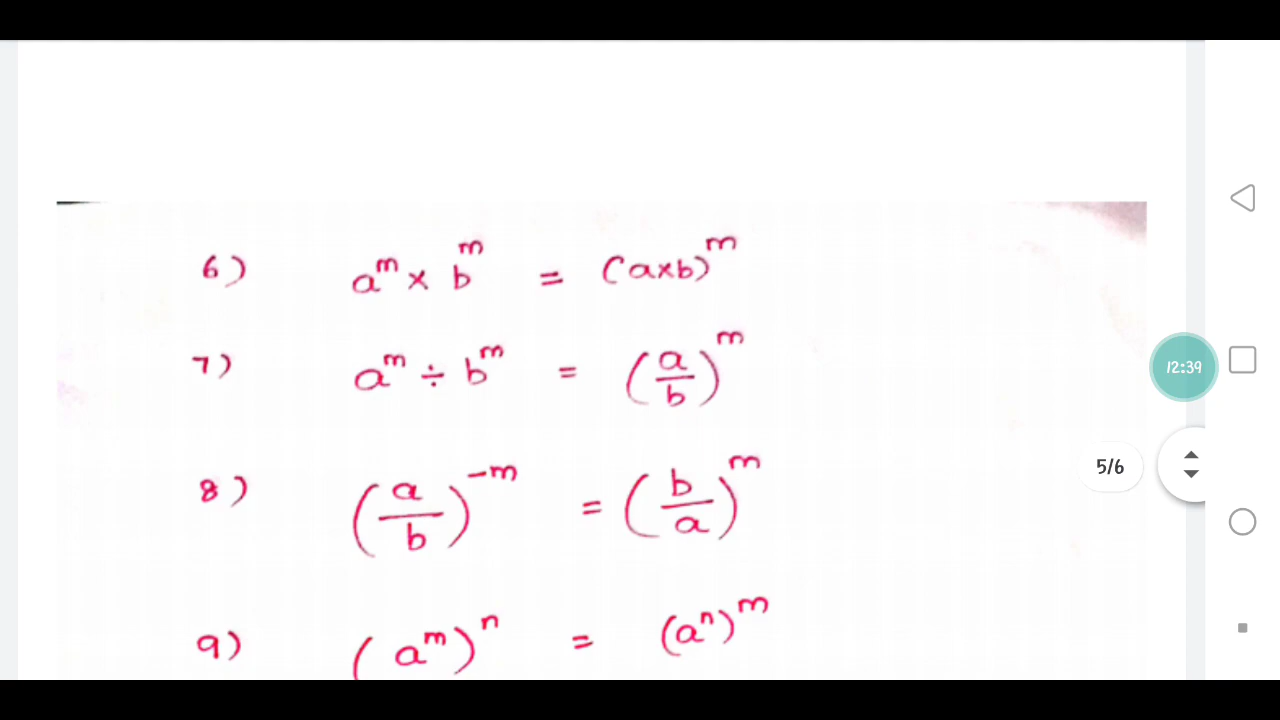 6) a^m × b^m = (a×b)^m
7) a^m ÷ b^m = (a/b)^m
12:39
5/6
8) (a/b)^-m = (b/a)^m
9) (a^m)^n = (a^n)^m